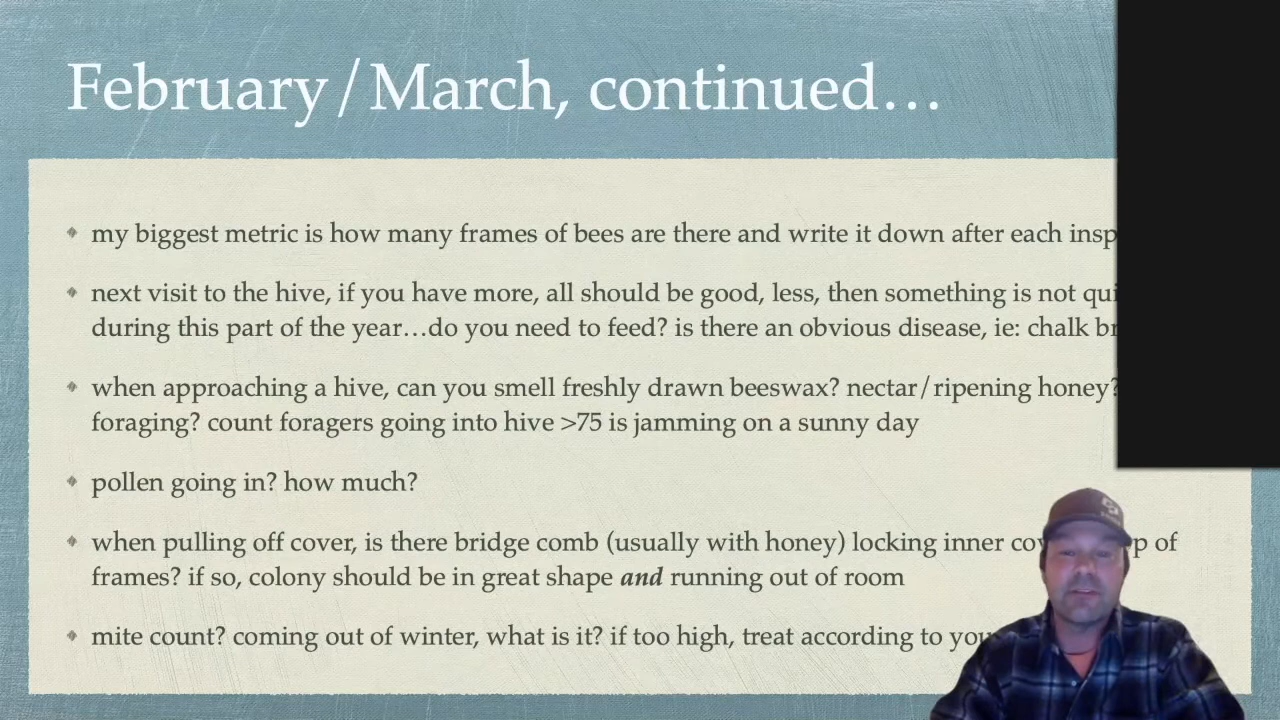 February/March, continued…
my biggest metric is how many frames of bees are there and write it down after each
next visit to the hive, if you have more, all should be good, less, then something is not
during this part of the year…do you need to feed? is there an obvious disease, ie: chalk
when approaching a hive, can you smell freshly drawn beeswax? nectar/ripening honey?
foraging? count foragers going into hive >75 is jamming on a sunny day
pollen going in? how much?
when pulling off cover, is there bridge comb (usually with honey) locking inner of
frames? if so, colony should be in great shape and running out of room
mite count? coming out of winter, what is it? if too high, treat according to